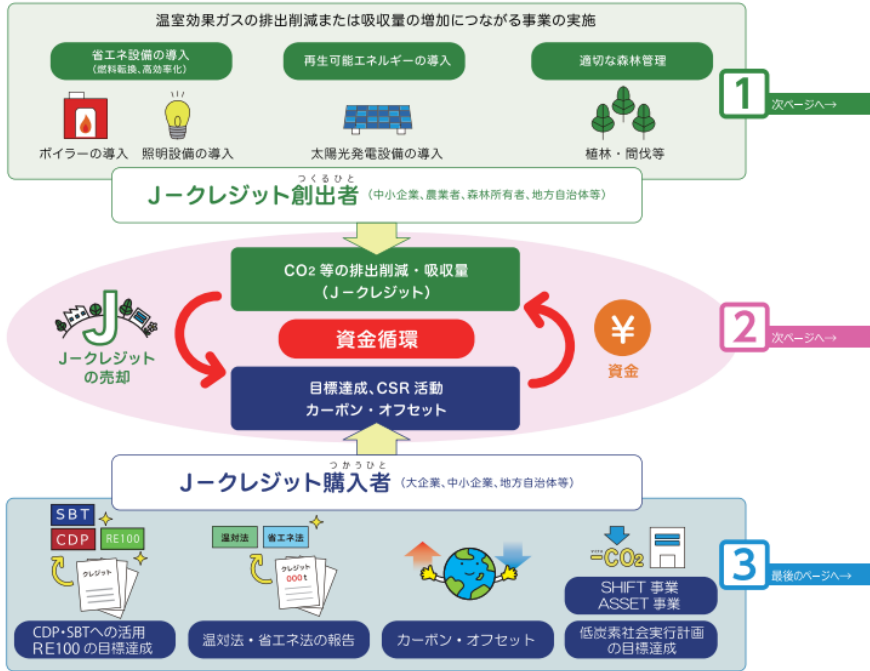 温室効果ガスの排出削減または吸収量の増加につながる事業の実施
省エネ設備の導入
（燃料転換、高効率化）
再生可能エネルギーの導入
適切な森林管理
ボイラーの導入
照明設備の導入
太陽光発電設備の導入
植林・間伐等
1
次ページへ→
つくるひと
Jークレジット創出者（中小企業、農業者、森林所有者、地方自治体等）
CO2 等の排出削減・吸収量
（Jークレジット）
J
Jークレジット
の売却
資金循環
¥
資金
2
次ページへ→
目標達成、CSR 活動
カーボン・オフセット
つかうひと
Jークレジット購入者（大企業、中小企業、地方自治体等）
SBT
CDP
RE100
クレジット
CDP・SBTへの活用
RE100 の目標達成
温対法
省エネ法
クレジット
000t
温対法・省エネ法の報告
カーボン・オフセット
−CO2
SHIFT 事業
ASSET 事業
低炭素社会実行計画
の目標達成
3
最後のページへ→